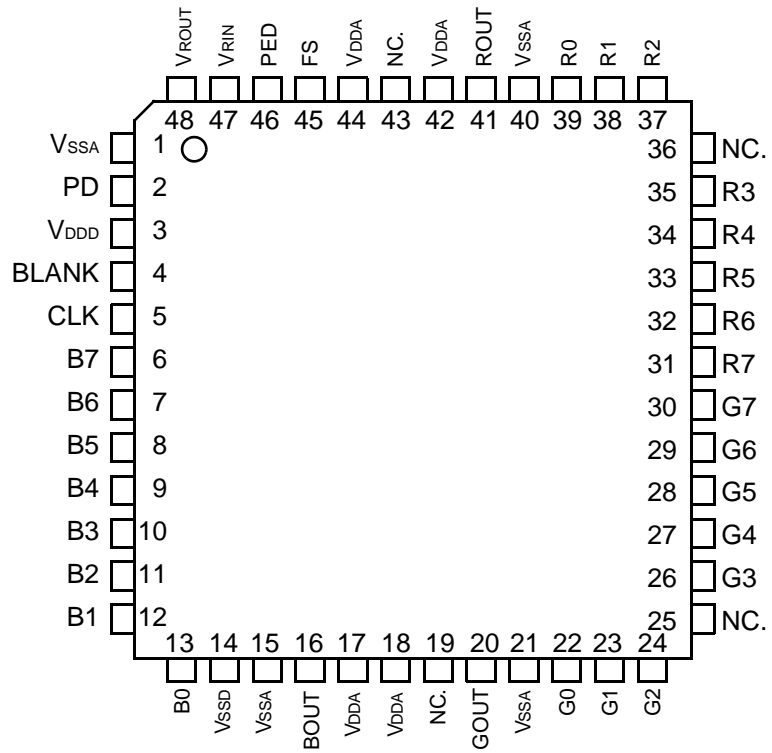 VROUT VRIN PED FS VDDA NC. VDDA ROUT VSSA R0 R1 R2
48 47 46 45 44 43 42 41 40 39 38 37
VSSA 1 36 NC.
PD 2 35 R3
VDDD 3 34 R4
BLANK 4 33 R5
CLK 5 32 R6
B7 6 31 R7
B6 7 30 G7
B5 8 29 G6
B4 9 28 G5
B3 10 27 G4
B2 11 26 G3
B1 12 25 NC.
13 14 15 16 17 18 19 20 21 22 23 24
B0 VSSD VSSA BOUT VDDA VDDA NC. GOUT VSSA G0 G1 G2